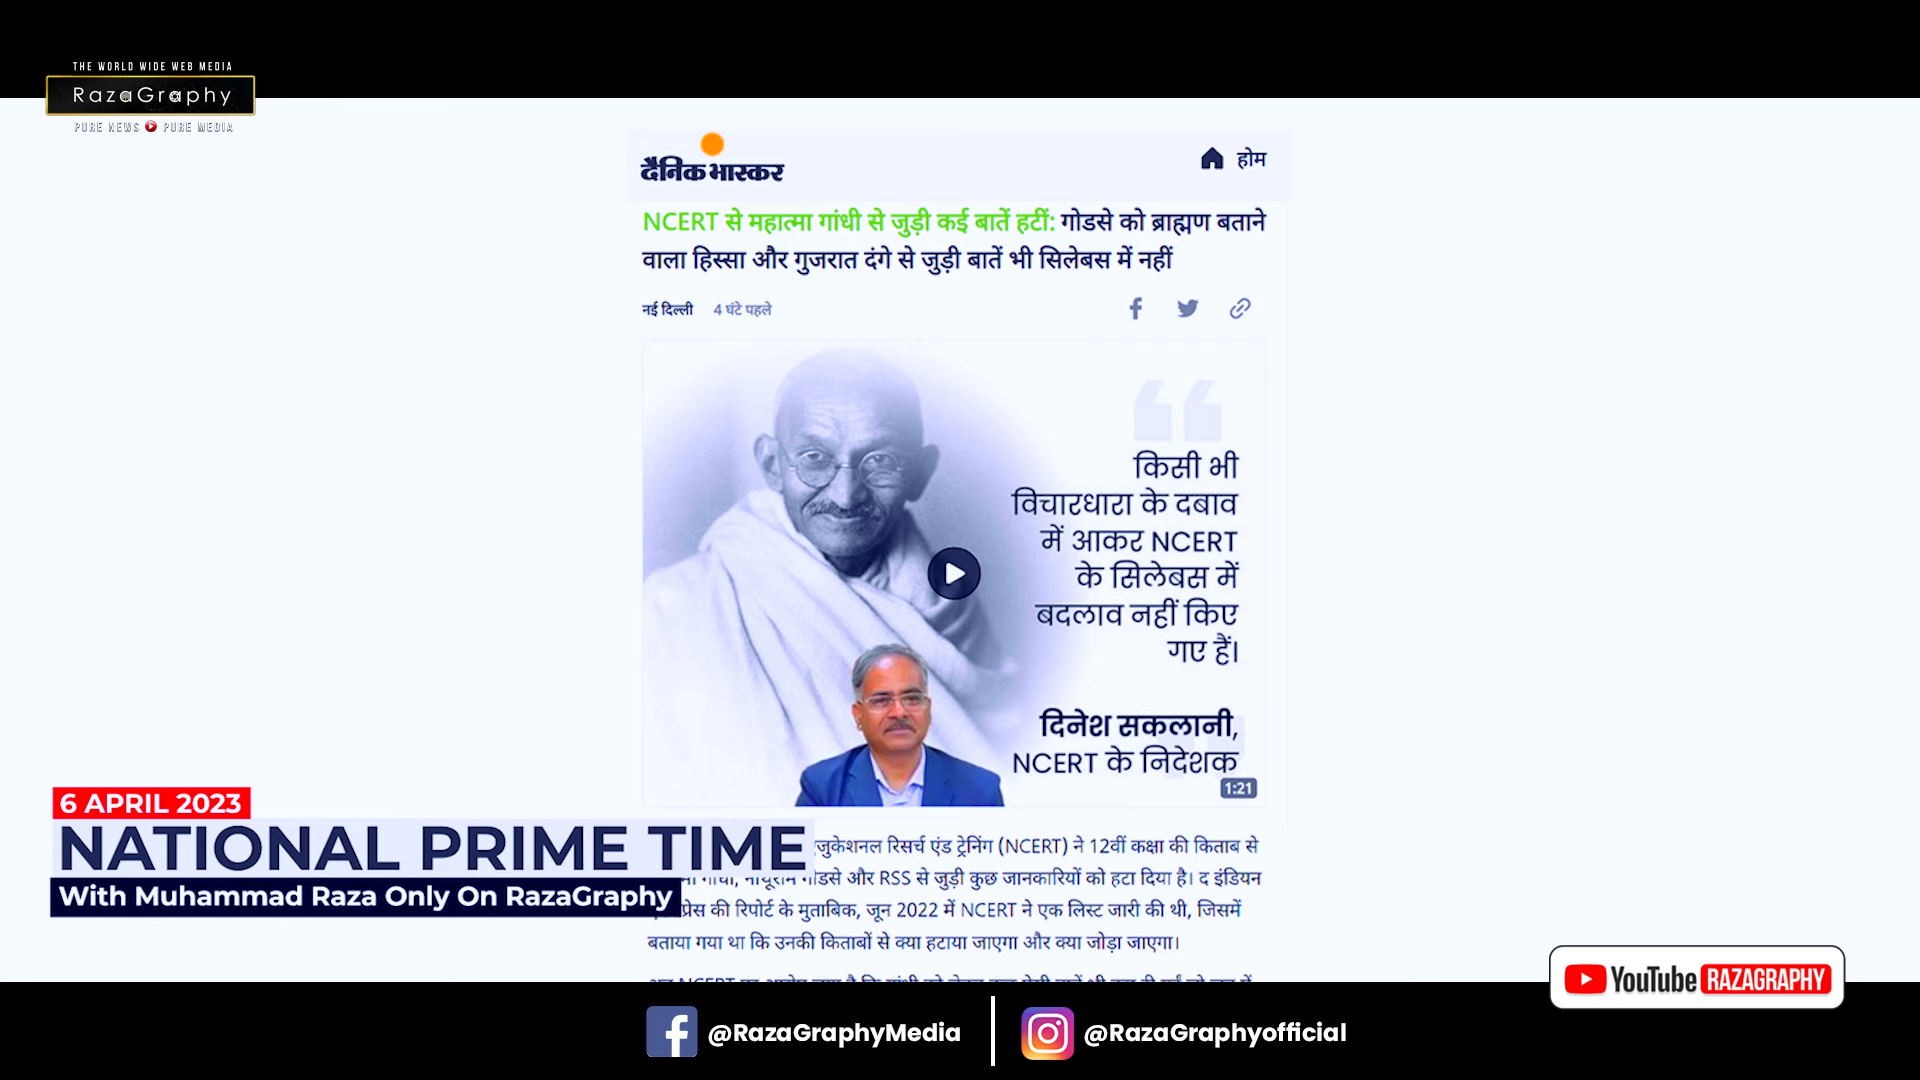 THE WORLD WIDE WEB MEDIA
RazaGraphy
PURE NEWS PURE MEDIA
दैनिक भास्कर
होम
NCERT से महात्मा गांधी से जुड़ी कई बातें हटीं: गोडसे को ब्राह्मण बताने
वाला हिस्सा और गुजरात दंगे से जुड़ी बातें भी सिलेबस में नहीं
नई दिल्ली 4 घंटे पहले
किसी भी
विचारधारा के दबाव
में आकर NCERT
के सिलेबस में
बदलाव नहीं किए
गए हैं।
दिनेश सकलानी,
NCERT के निदेशक
1:21
6 APRIL 2023
NATIONAL PRIME TIME
With Muhammad Raza Only On RazaGraphy
रिसर्च एंड ट्रेनिंग (NCERT) ने 12वीं कक्षा की किताब से
और RSS से जुड़ी कुछ जानकारियों को हटा दिया है। द इंडियन
की रिपोर्ट के मुताबिक, जून 2022 में NCERT ने एक लिस्ट जारी की थी, जिसमें
बताया गया था कि उनकी किताबों से क्या हटाया जाएगा और क्या जोड़ा जाएगा।
YouTube RAZAGRAPHY
@RazaGraphyMedia
@RazaGraphyofficial